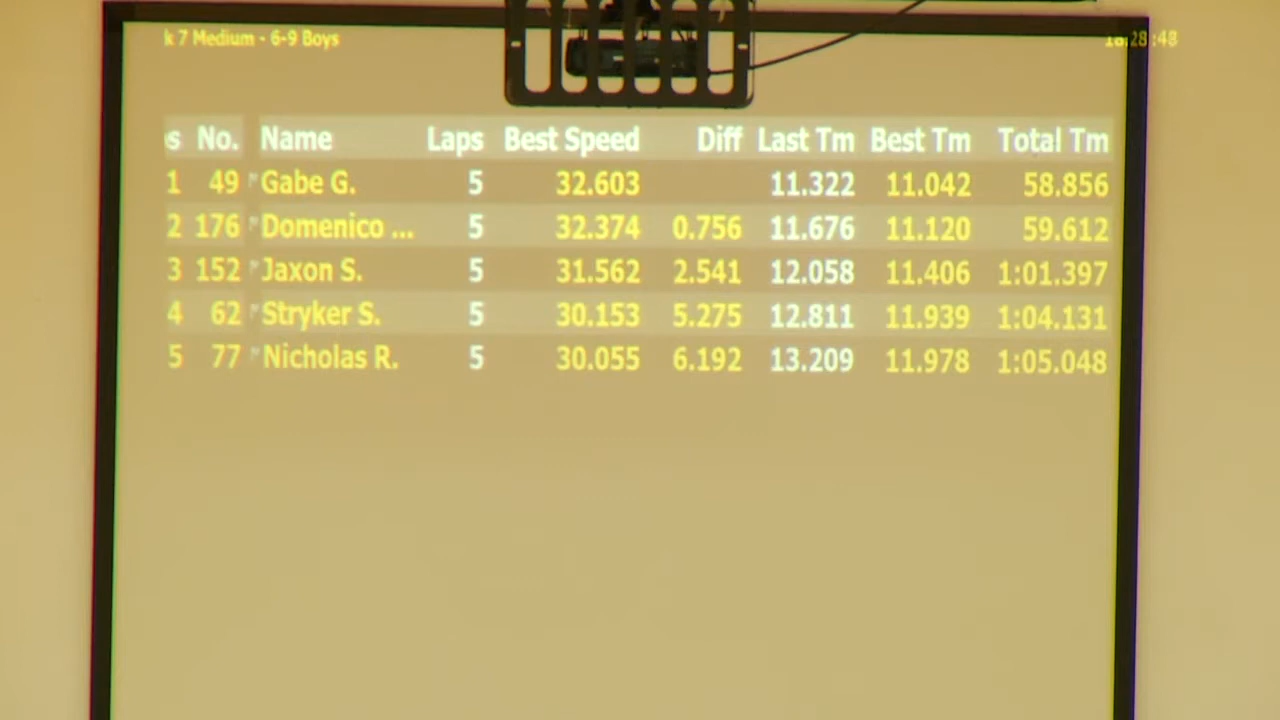 k 7 Medium - 6-9 Boys 18:28:48
s No. Name Laps Best Speed Diff Last Tm Best Tm Total Tm
1 49 Gabe G. 5 32.603 11.322 11.042 58.856
2 176 Domenico ... 5 32.374 0.756 11.676 11.120 59.612
3 152 Jaxon S. 5 31.562 2.541 12.058 11.406 1:01.397
4 62 Stryker S. 5 30.153 5.275 12.811 11.939 1:04.131
5 77 Nicholas R. 5 30.055 6.192 13.209 11.978 1:05.048